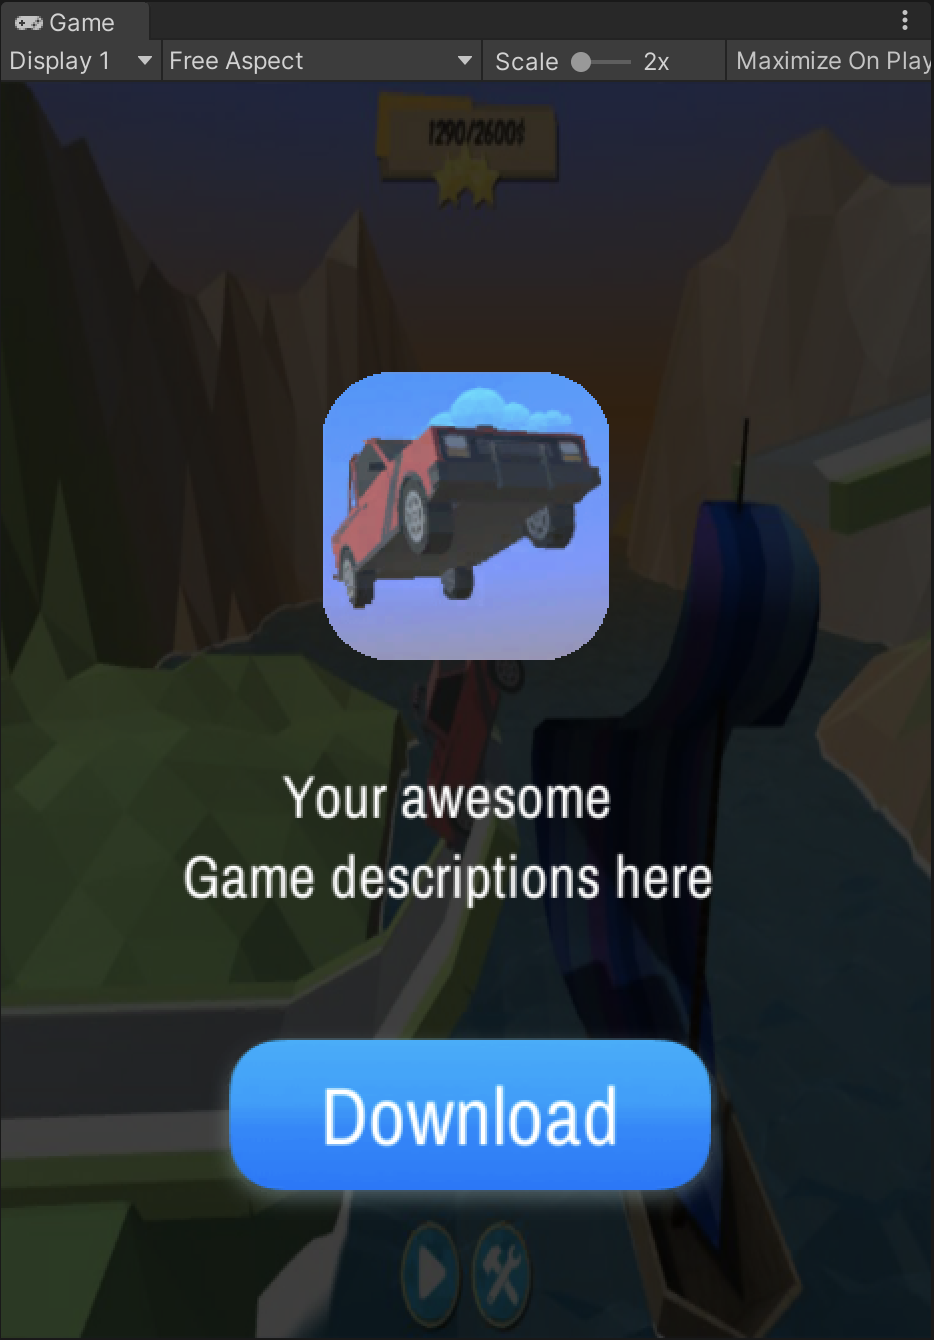 Game
Display 1 Free Aspect Scale 2x Maximize On Play
1290/2600$
Your awesome
Game descriptions here
Download